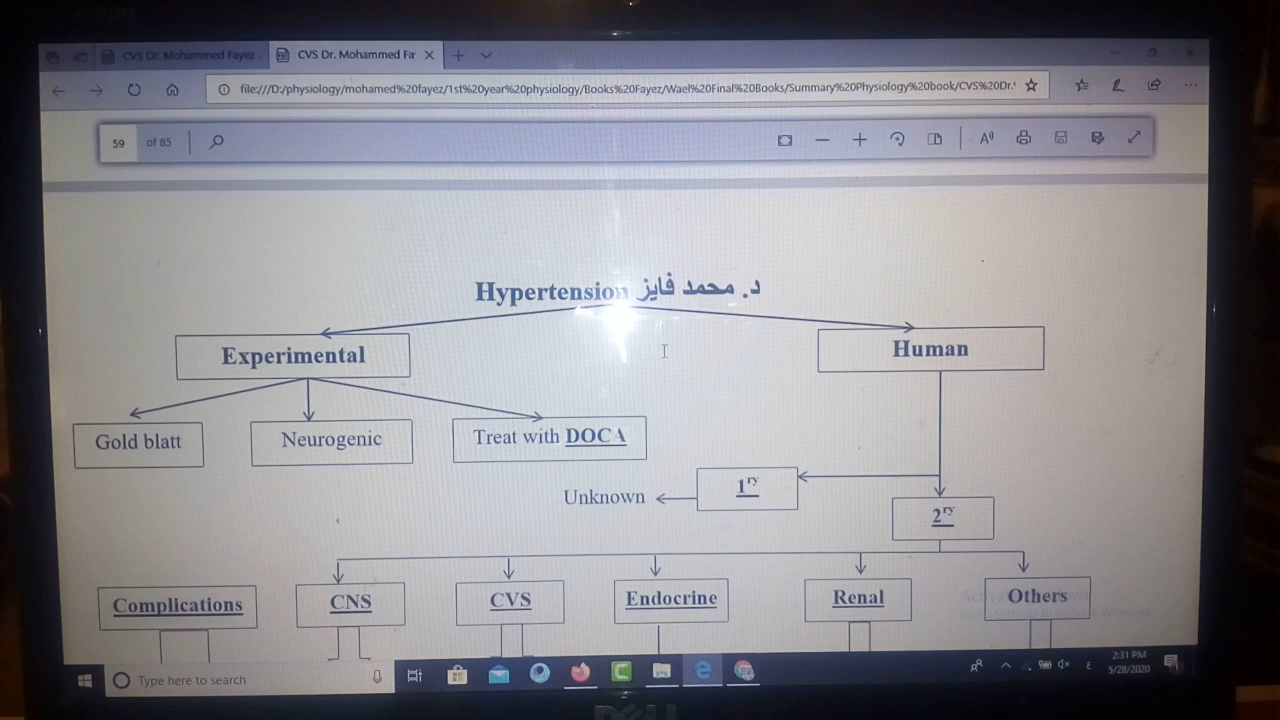 CVS Dr. Mohammed Fayez
CVS Dr. Mohammed Fa
file:///D:/physiology/mohamed%20fayez/1st%20year%20physiology/Books%20Fayez/Wael%20Final%20Books/Summary%20Physiology%20book/CVS%20Dr.
59 of 85
Hypertension د. محمد فايز
Experimental
Human
Gold blatt
Neurogenic
Treat with DOCA
Unknown
1ry
2ry
Complications
CNS
CVS
Endocrine
Renal
Others
Type here to search
2:31 PM
5/28/2020
DELL